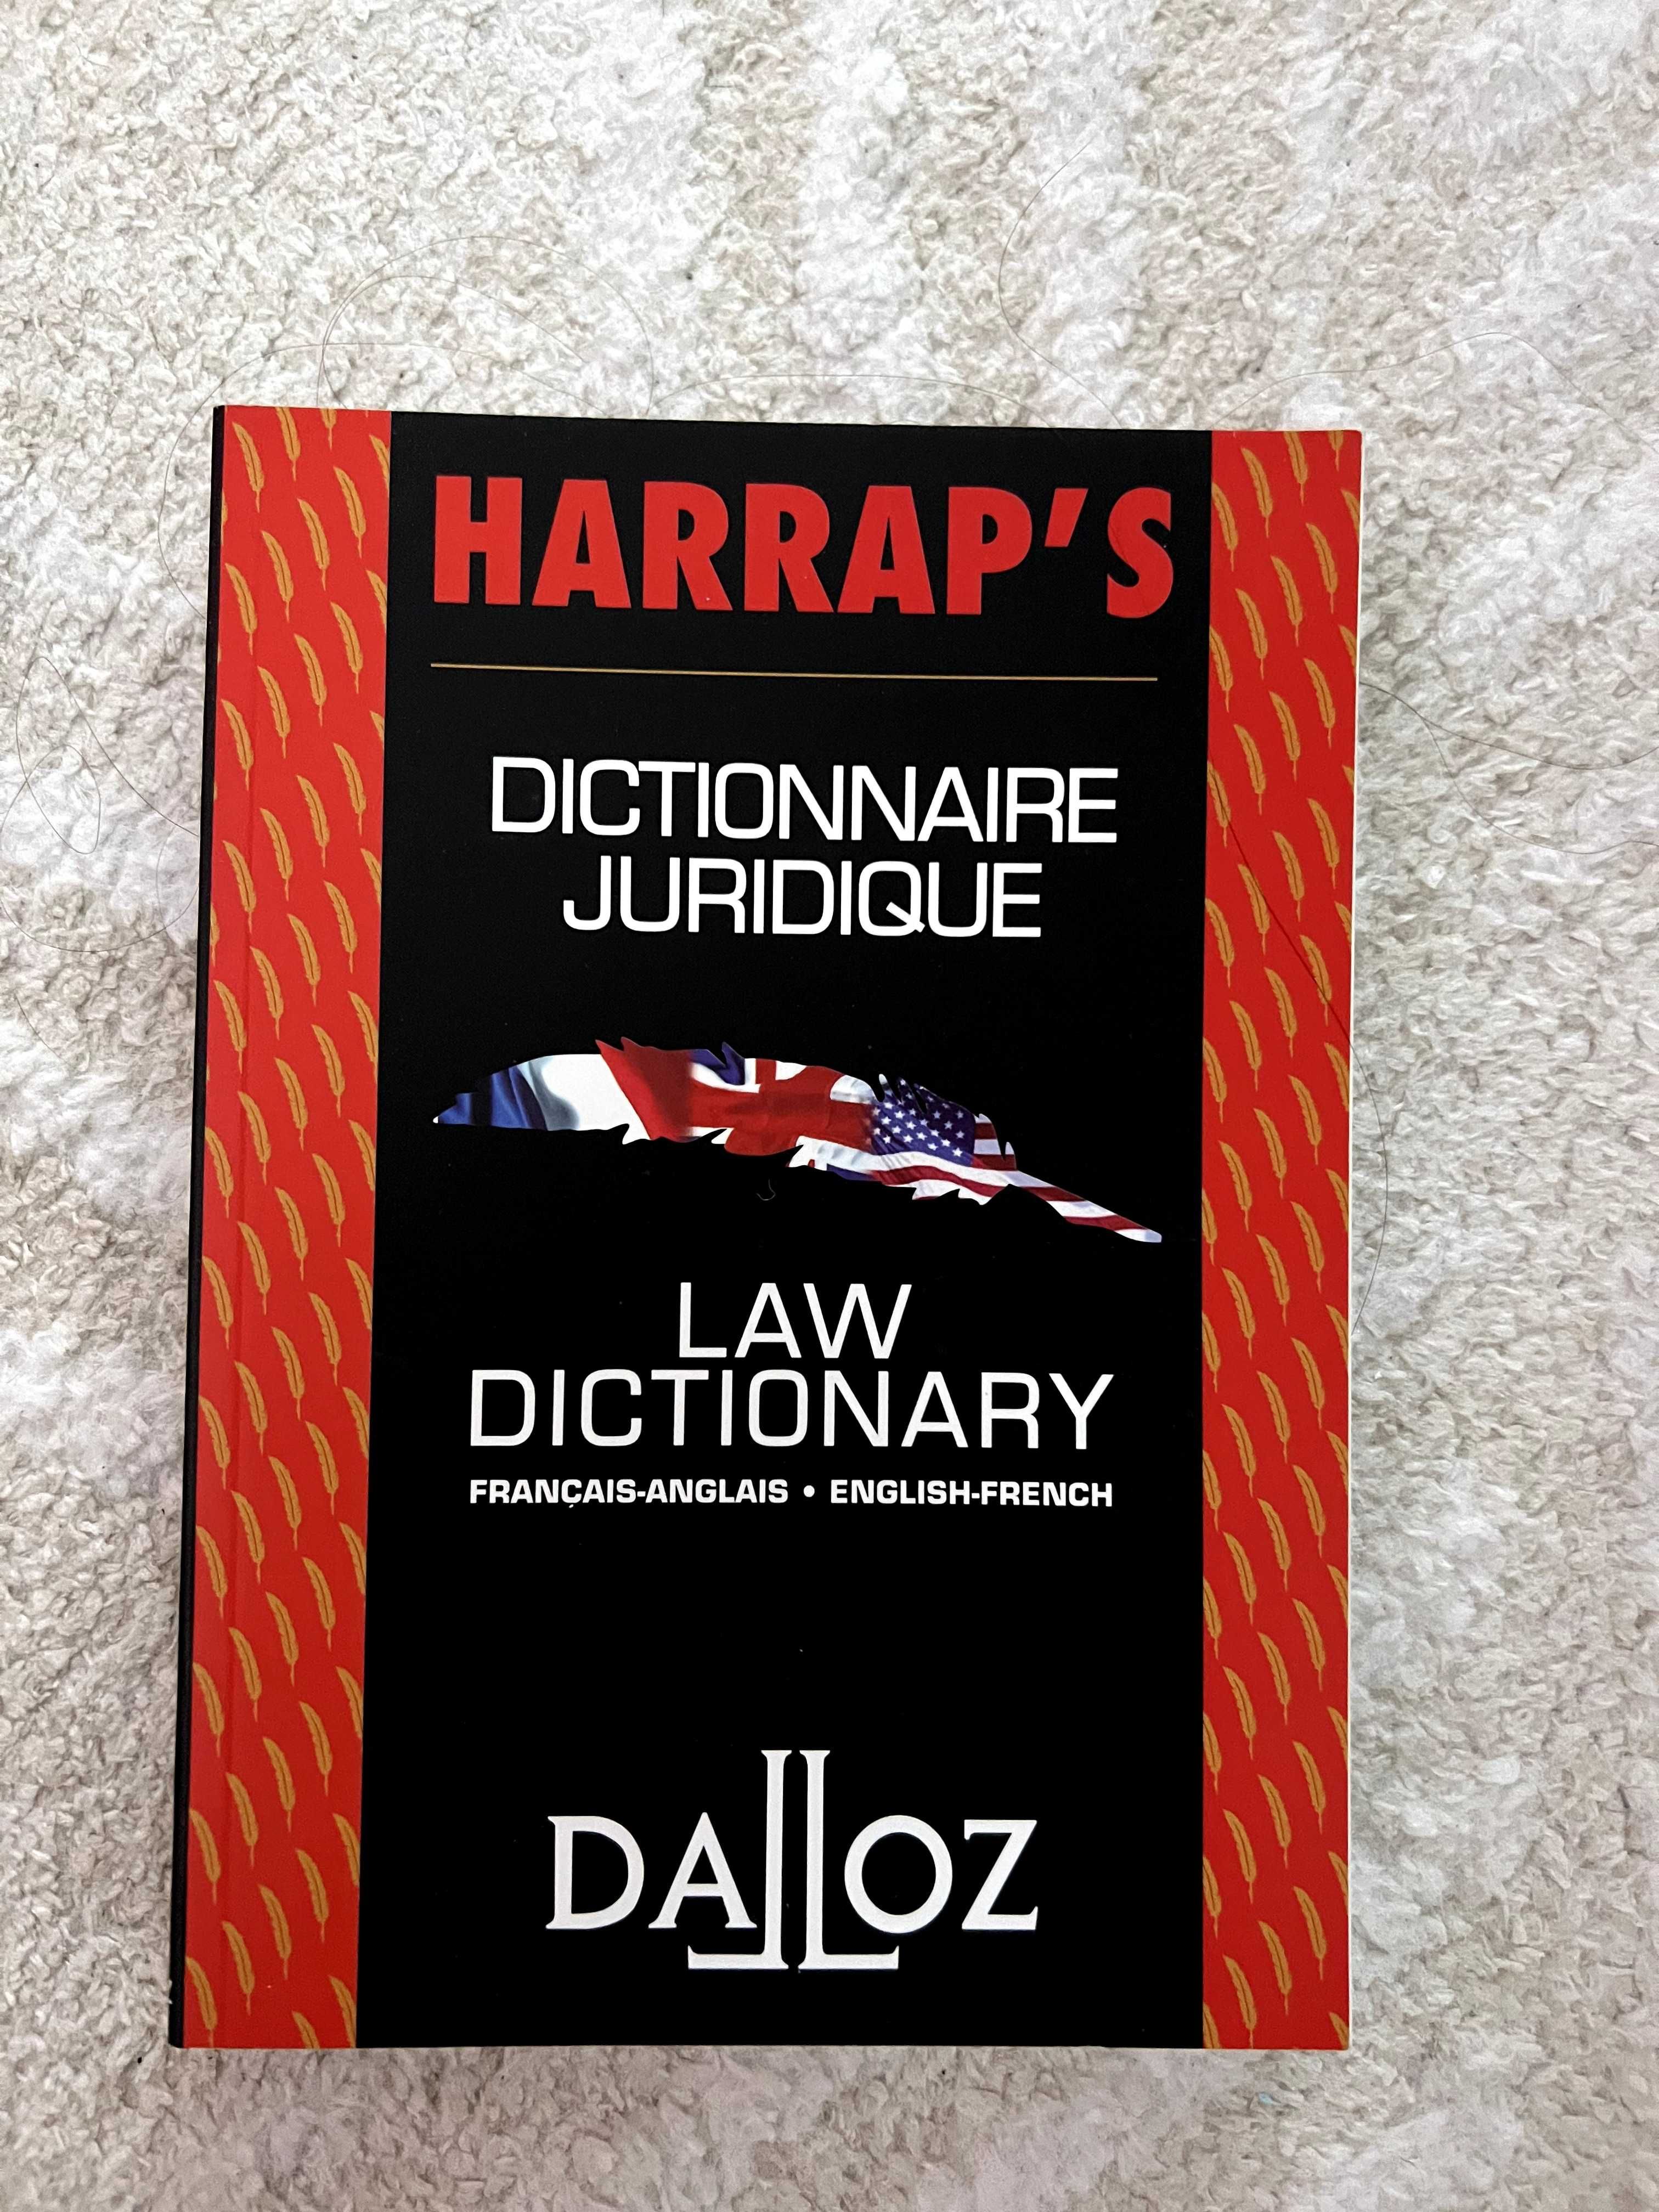 HARRAP'S
DICTIONNAIRE
JURIDIQUE
LAW
DICTIONARY
FRANÇAIS-ANGLAIS • ENGLISH-FRENCH
DALLOZ